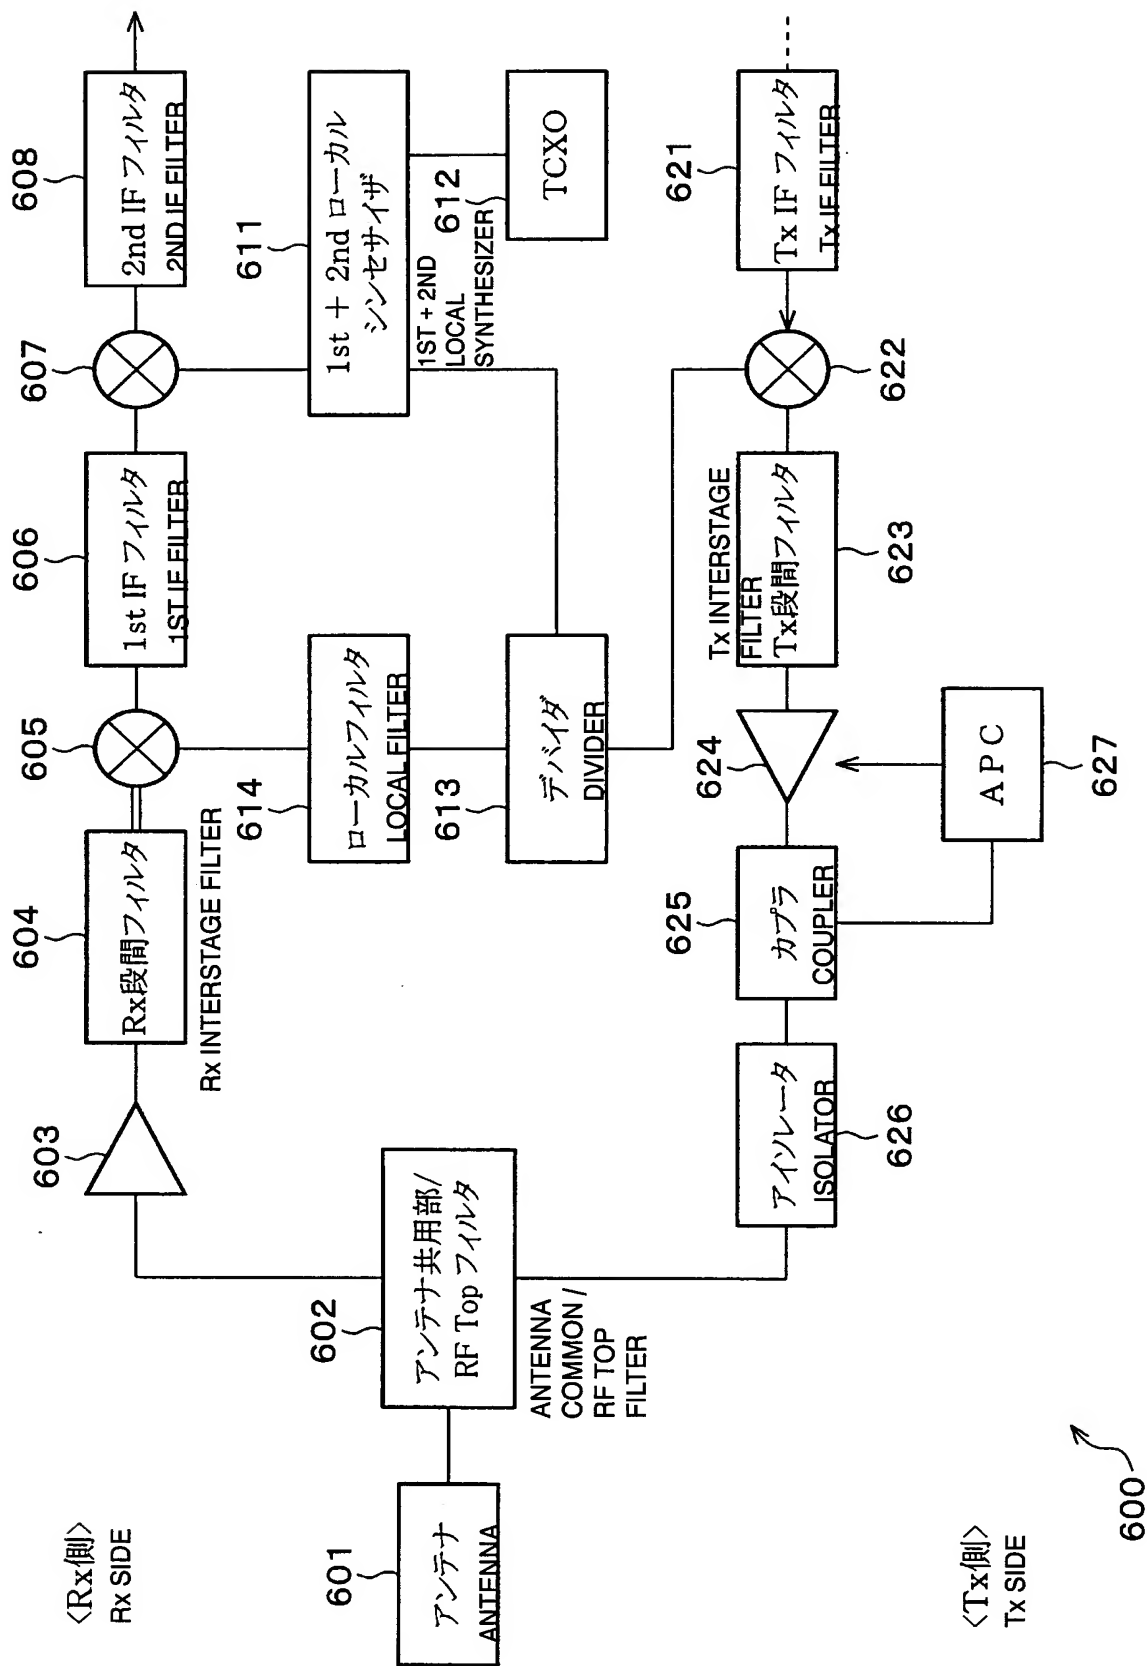 〈Rx側〉
Rx SIDE
601
アンテナ
ANTENNA
602
アンテナ共用部/
RF Top フィルタ
ANTENNA
COMMON /
RF TOP
FILTER
603
604
Rx段間フィルタ
Rx INTERSTAGE FILTER
605
606
1st IF フィルタ
1ST IF FILTER
607
608
2nd IF フィルタ
2ND IF FILTER
614
ローカルフィルタ
LOCAL FILTER
613
デバイダ
DIVIDER
611
1st + 2nd ローカル
シンセサイザ
1ST + 2ND
LOCAL
SYNTHESIZER
612
TCXO
〈Tx側〉
Tx SIDE
626
アイソレータ
ISOLATOR
625
カプラ
COUPLER
624
627
APC
Tx INTERSTAGE
FILTER
Tx段間フィルタ
623
622
621
Tx IF フィルタ
Tx IF FILTER
600